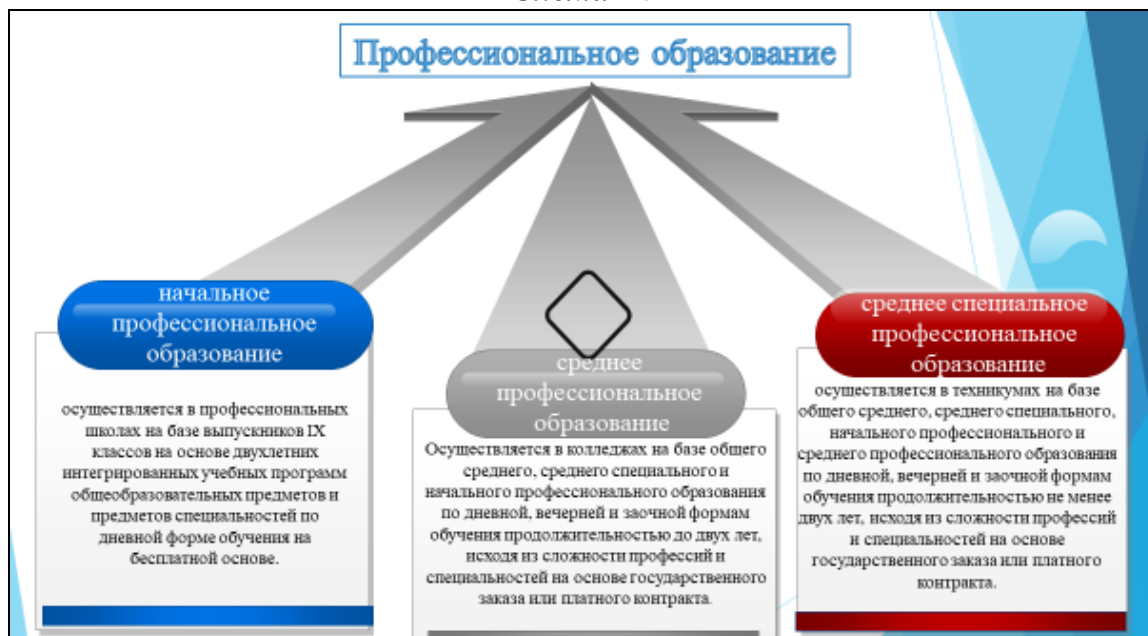 Профессиональное образование
начальное
профессиональное
образование
осуществляется в профессиональных
школах на базе выпускников IX
классов на основе двухлетних
интегрированных учебных программ
общеобразовательных предметов и
предметов специальностей по
дневной форме обучения на
бесплатной основе.
среднее
профессиональное
образование
Осуществляется в колледжах на базе общего
среднего, среднего специального и
начального профессионального образования
по дневной, вечерней и заочной формам
обучения продолжительностью до двух лет,
исходя из сложности профессий и
специальностей на основе государственного
заказа или платного контракта.
среднее специальное
профессиональное
образование
осуществляется в техникумах на базе
общего среднего, среднего специального,
начального профессионального и
среднего профессионального образования
по дневной, вечерней и заочной формам
обучения продолжительностью не менее
двух лет, исходя из сложности профессий
и специальностей на основе
государственного заказа или платного
контракта.